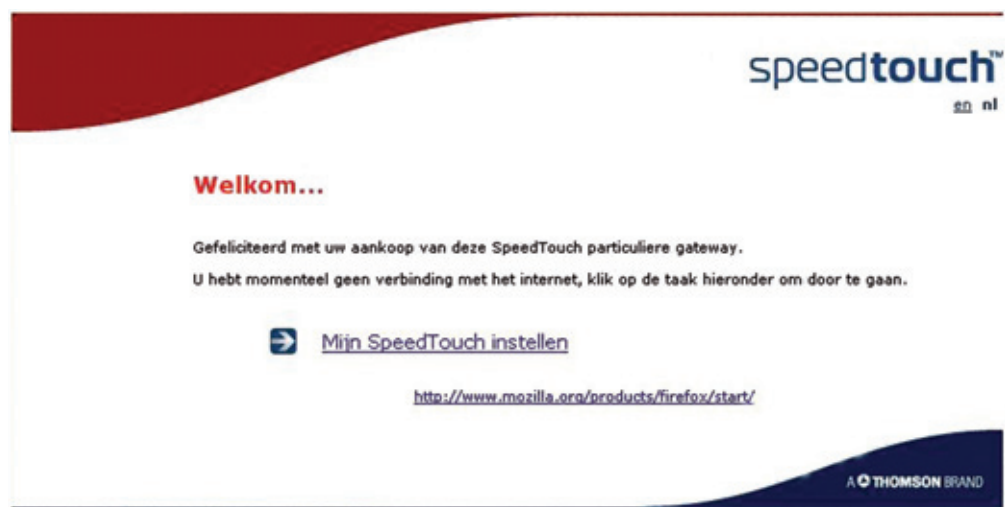 speedtouch™
en nl
Welkom...
Gefeliciteerd met uw aankoop van deze SpeedTouch particuliere gateway.
U hebt momenteel geen verbinding met het internet, klik op de taak hieronder om door te gaan.
Mijn SpeedTouch instellen
http://www.mozilla.org/products/firefox/start/
A THOMSON BRAND